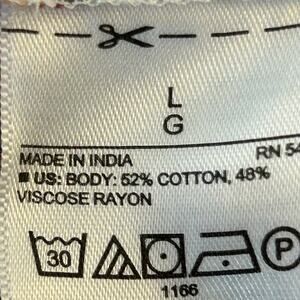 L
G
MADE IN INDIA RN 54
■ US: BODY: 52% COTTON, 48%
VISCOSE RAYON
30 P
1166